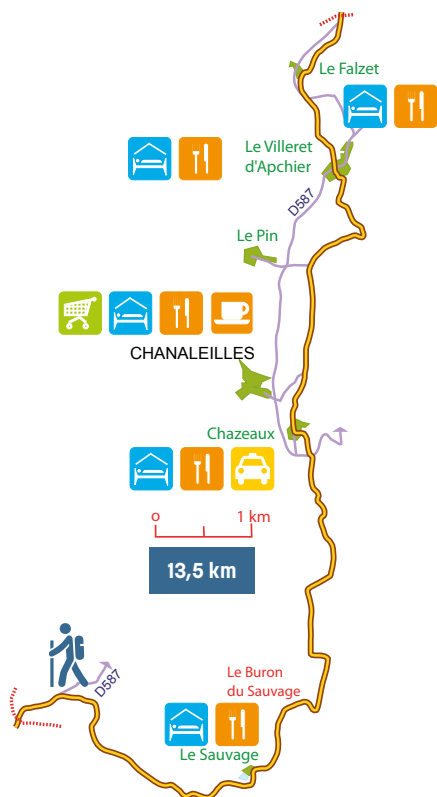 Le Falzet
Le Villeret
d'Apchier
D587
Le Pin
CHANALEILLES
Chazeaux
0 1 km
13,5 km
Le Buron
du Sauvage
D587
Le Sauvage